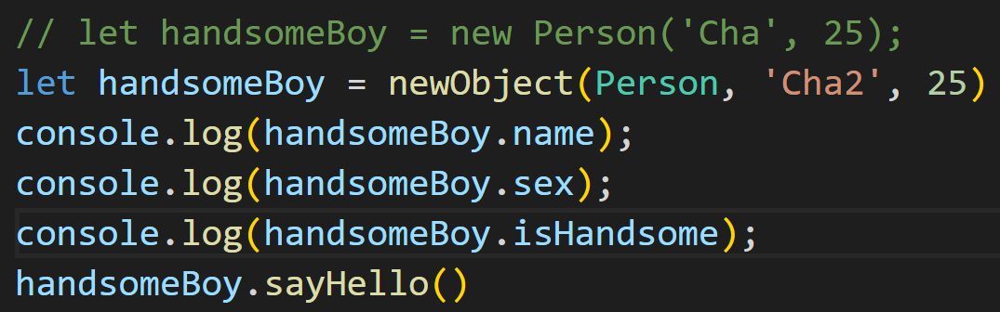 // let handsomeBoy = new Person('Cha', 25);
let handsomeBoy = newObject(Person, 'Cha2', 25)
console.log(handsomeBoy.name);
console.log(handsomeBoy.sex);
console.log(handsomeBoy.isHandsome);
handsomeBoy.sayHello()